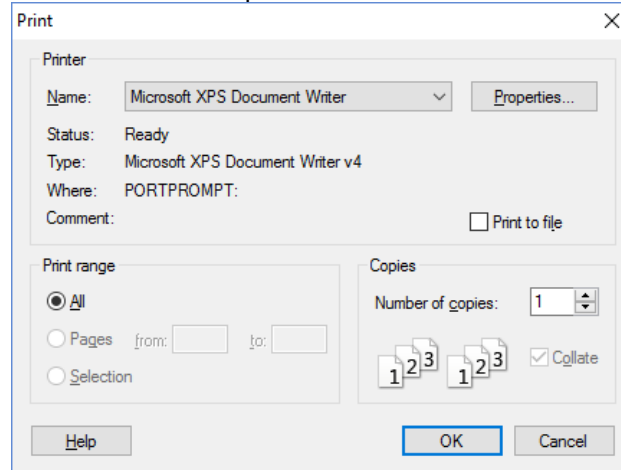 Print
Printer
Name: Microsoft XPS Document Writer Properties...
Status: Ready
Type: Microsoft XPS Document Writer v4
Where: PORTPROMPT:
Comment:
Print to file
Print range
All
Pages from: to:
Selection
Copies
Number of copies: 1
1 2 3 1 2 3 Collate
Help OK Cancel